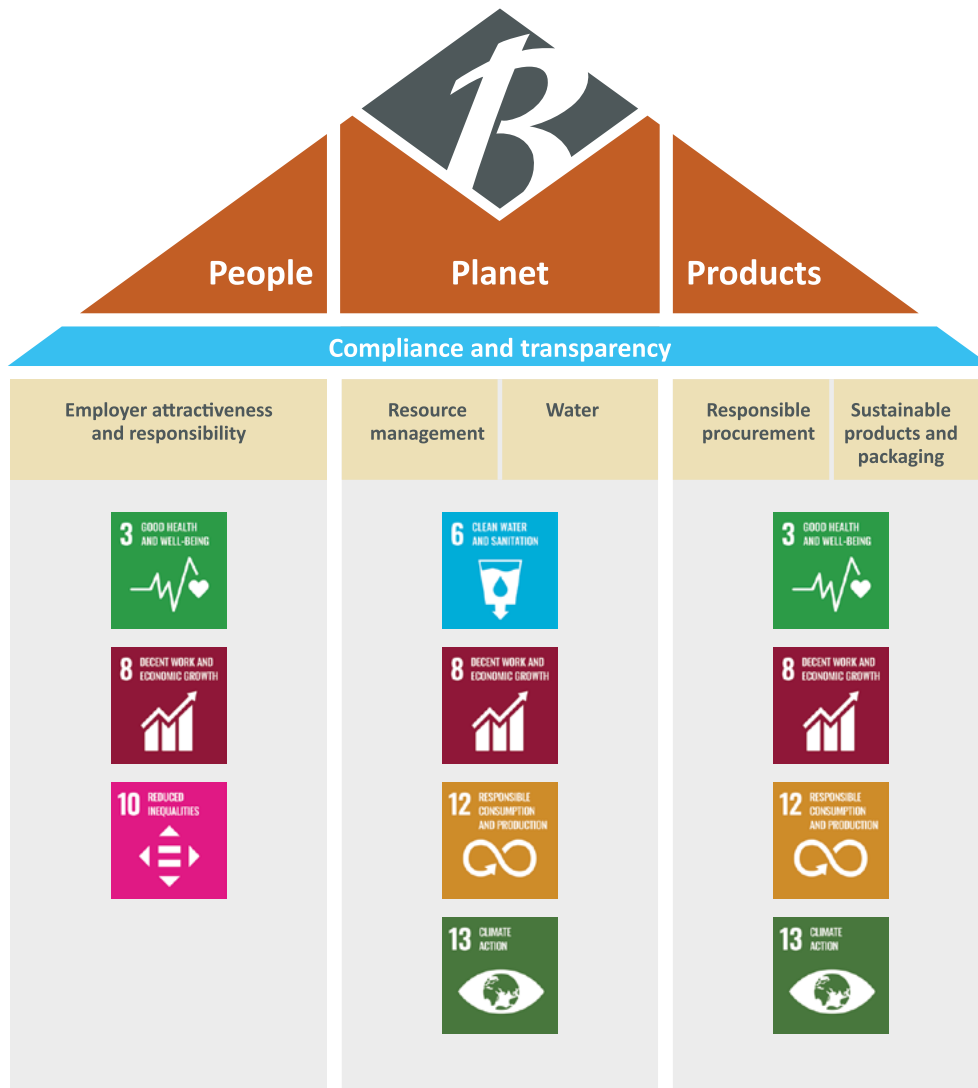 B
People
Planet
Products
Compliance and transparency
Employer attractiveness
and responsibility
Resource
management
Water
Responsible
procurement
Sustainable
products and
packaging
3 GOOD HEALTH
AND WELL-BEING
8 DECENT WORK AND
ECONOMIC GROWTH
10 REDUCED
INEQUALITIES
6 CLEAN WATER
AND SANITATION
8 DECENT WORK AND
ECONOMIC GROWTH
12 RESPONSIBLE
CONSUMPTION
AND PRODUCTION
13 CLIMATE
ACTION
3 GOOD HEALTH
AND WELL-BEING
8 DECENT WORK AND
ECONOMIC GROWTH
12 RESPONSIBLE
CONSUMPTION
AND PRODUCTION
13 CLIMATE
ACTION